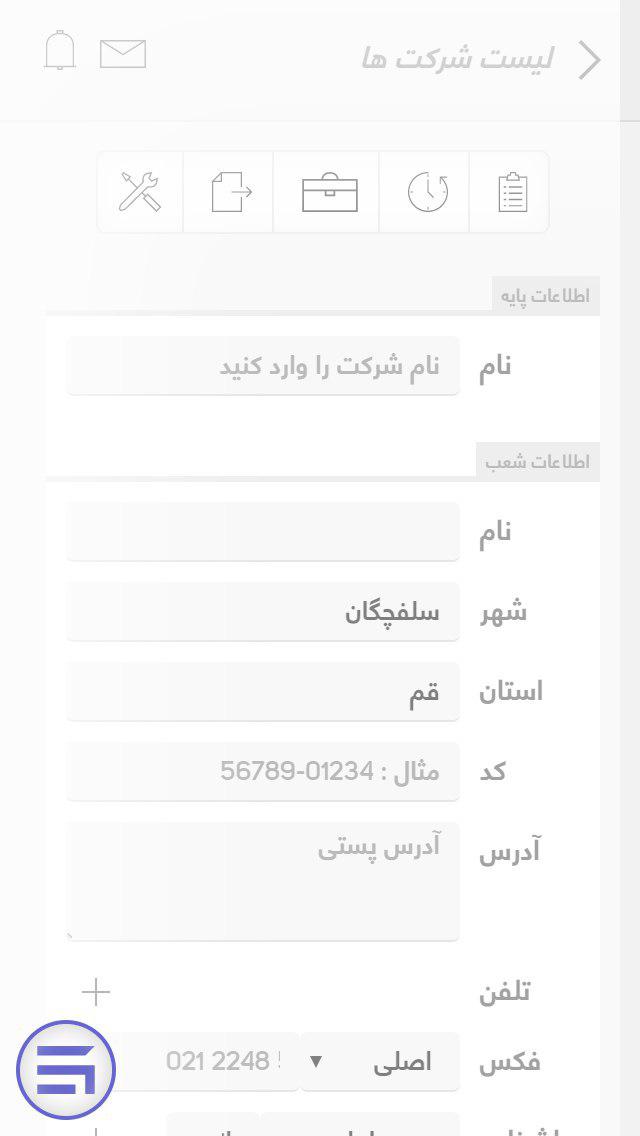 لیست شرکت ها
اطلاعات پایه
نام
نام شرکت را وارد کنید
اطلاعات شعب
نام
شهر
سلفچگان
استان
قم
کد
مثال : 01234-56789
آدرس
آدرس پستی
تلفن
فکس
اصلی
021 2248